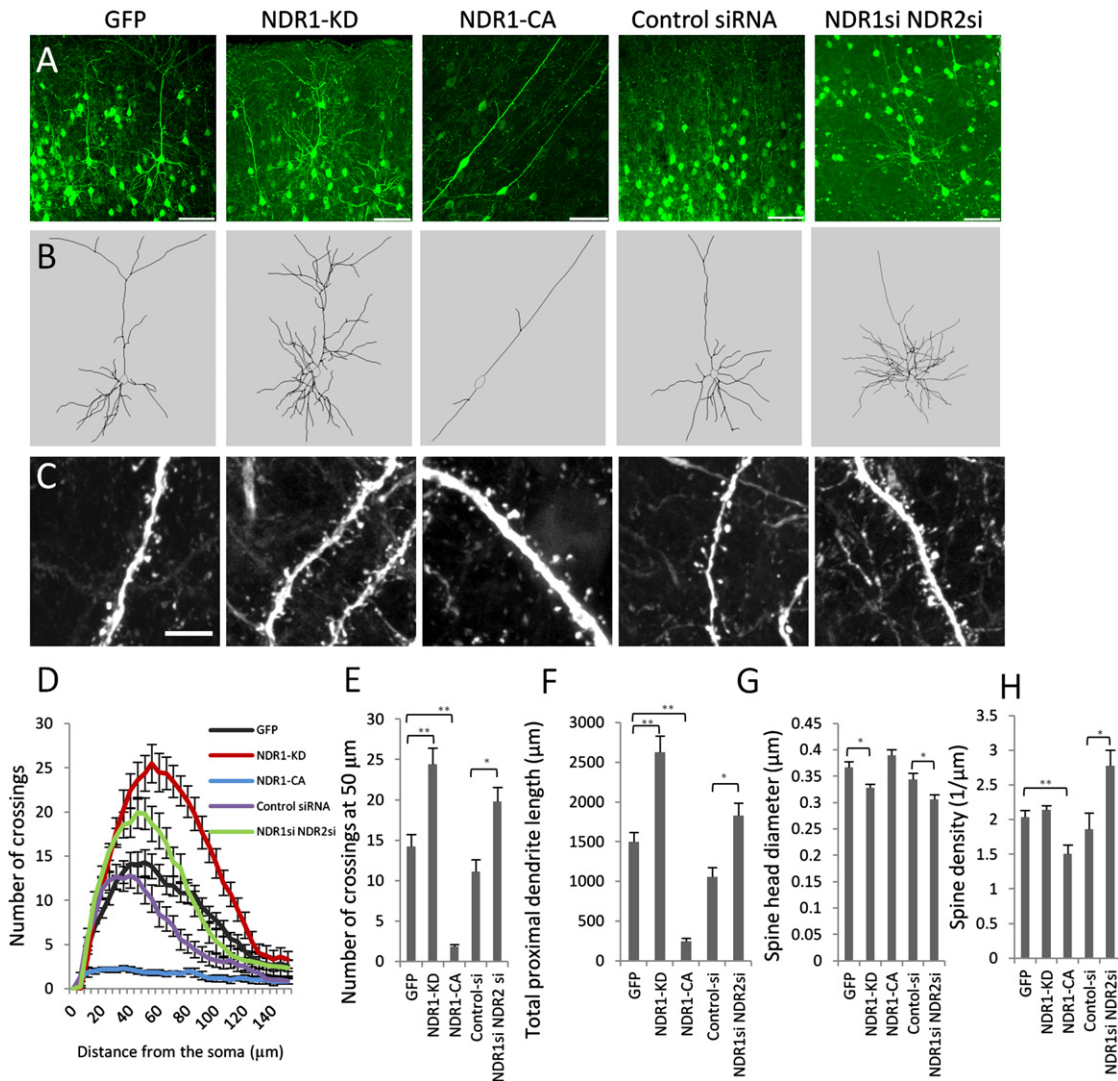 GFP NDR1-KD NDR1-CA Control siRNA NDR1si NDR2si
A
B
C
D
Number of crossings
30
25
20
15
10
5
0
20 40 60 80 100 120 140
Distance from the soma (μm)
GFP
NDR1-KD
NDR1-CA
Control siRNA
NDR1si NDR2si
E
Number of crossings at 50 μm
30
25
20
15
10
5
0
**
**
*
GFP
NDR1-KD
NDR1-CA
Control-si
NDR1si NDR2 si
F
Total proximal dendrite length (μm)
3000
2500
2000
1500
1000
500
0
**
**
*
GFP
NDR1-KD
NDR1-CA
Control-si
NDR1si NDR2si
G
Spine head diameter (μm)
0.45
0.4
0.35
0.3
0.25
0.2
0.15
0.1
0.05
0
*
*
GFP
NDR1-KD
NDR1-CA
Control-si
NDR1si NDR2si
H
Spine density (1/μm)
3.5
3
2.5
2
1.5
1
0.5
0
**
*
GFP
NDR1-KD
NDR1-CA
Contol-si
NDR1si NDR2si